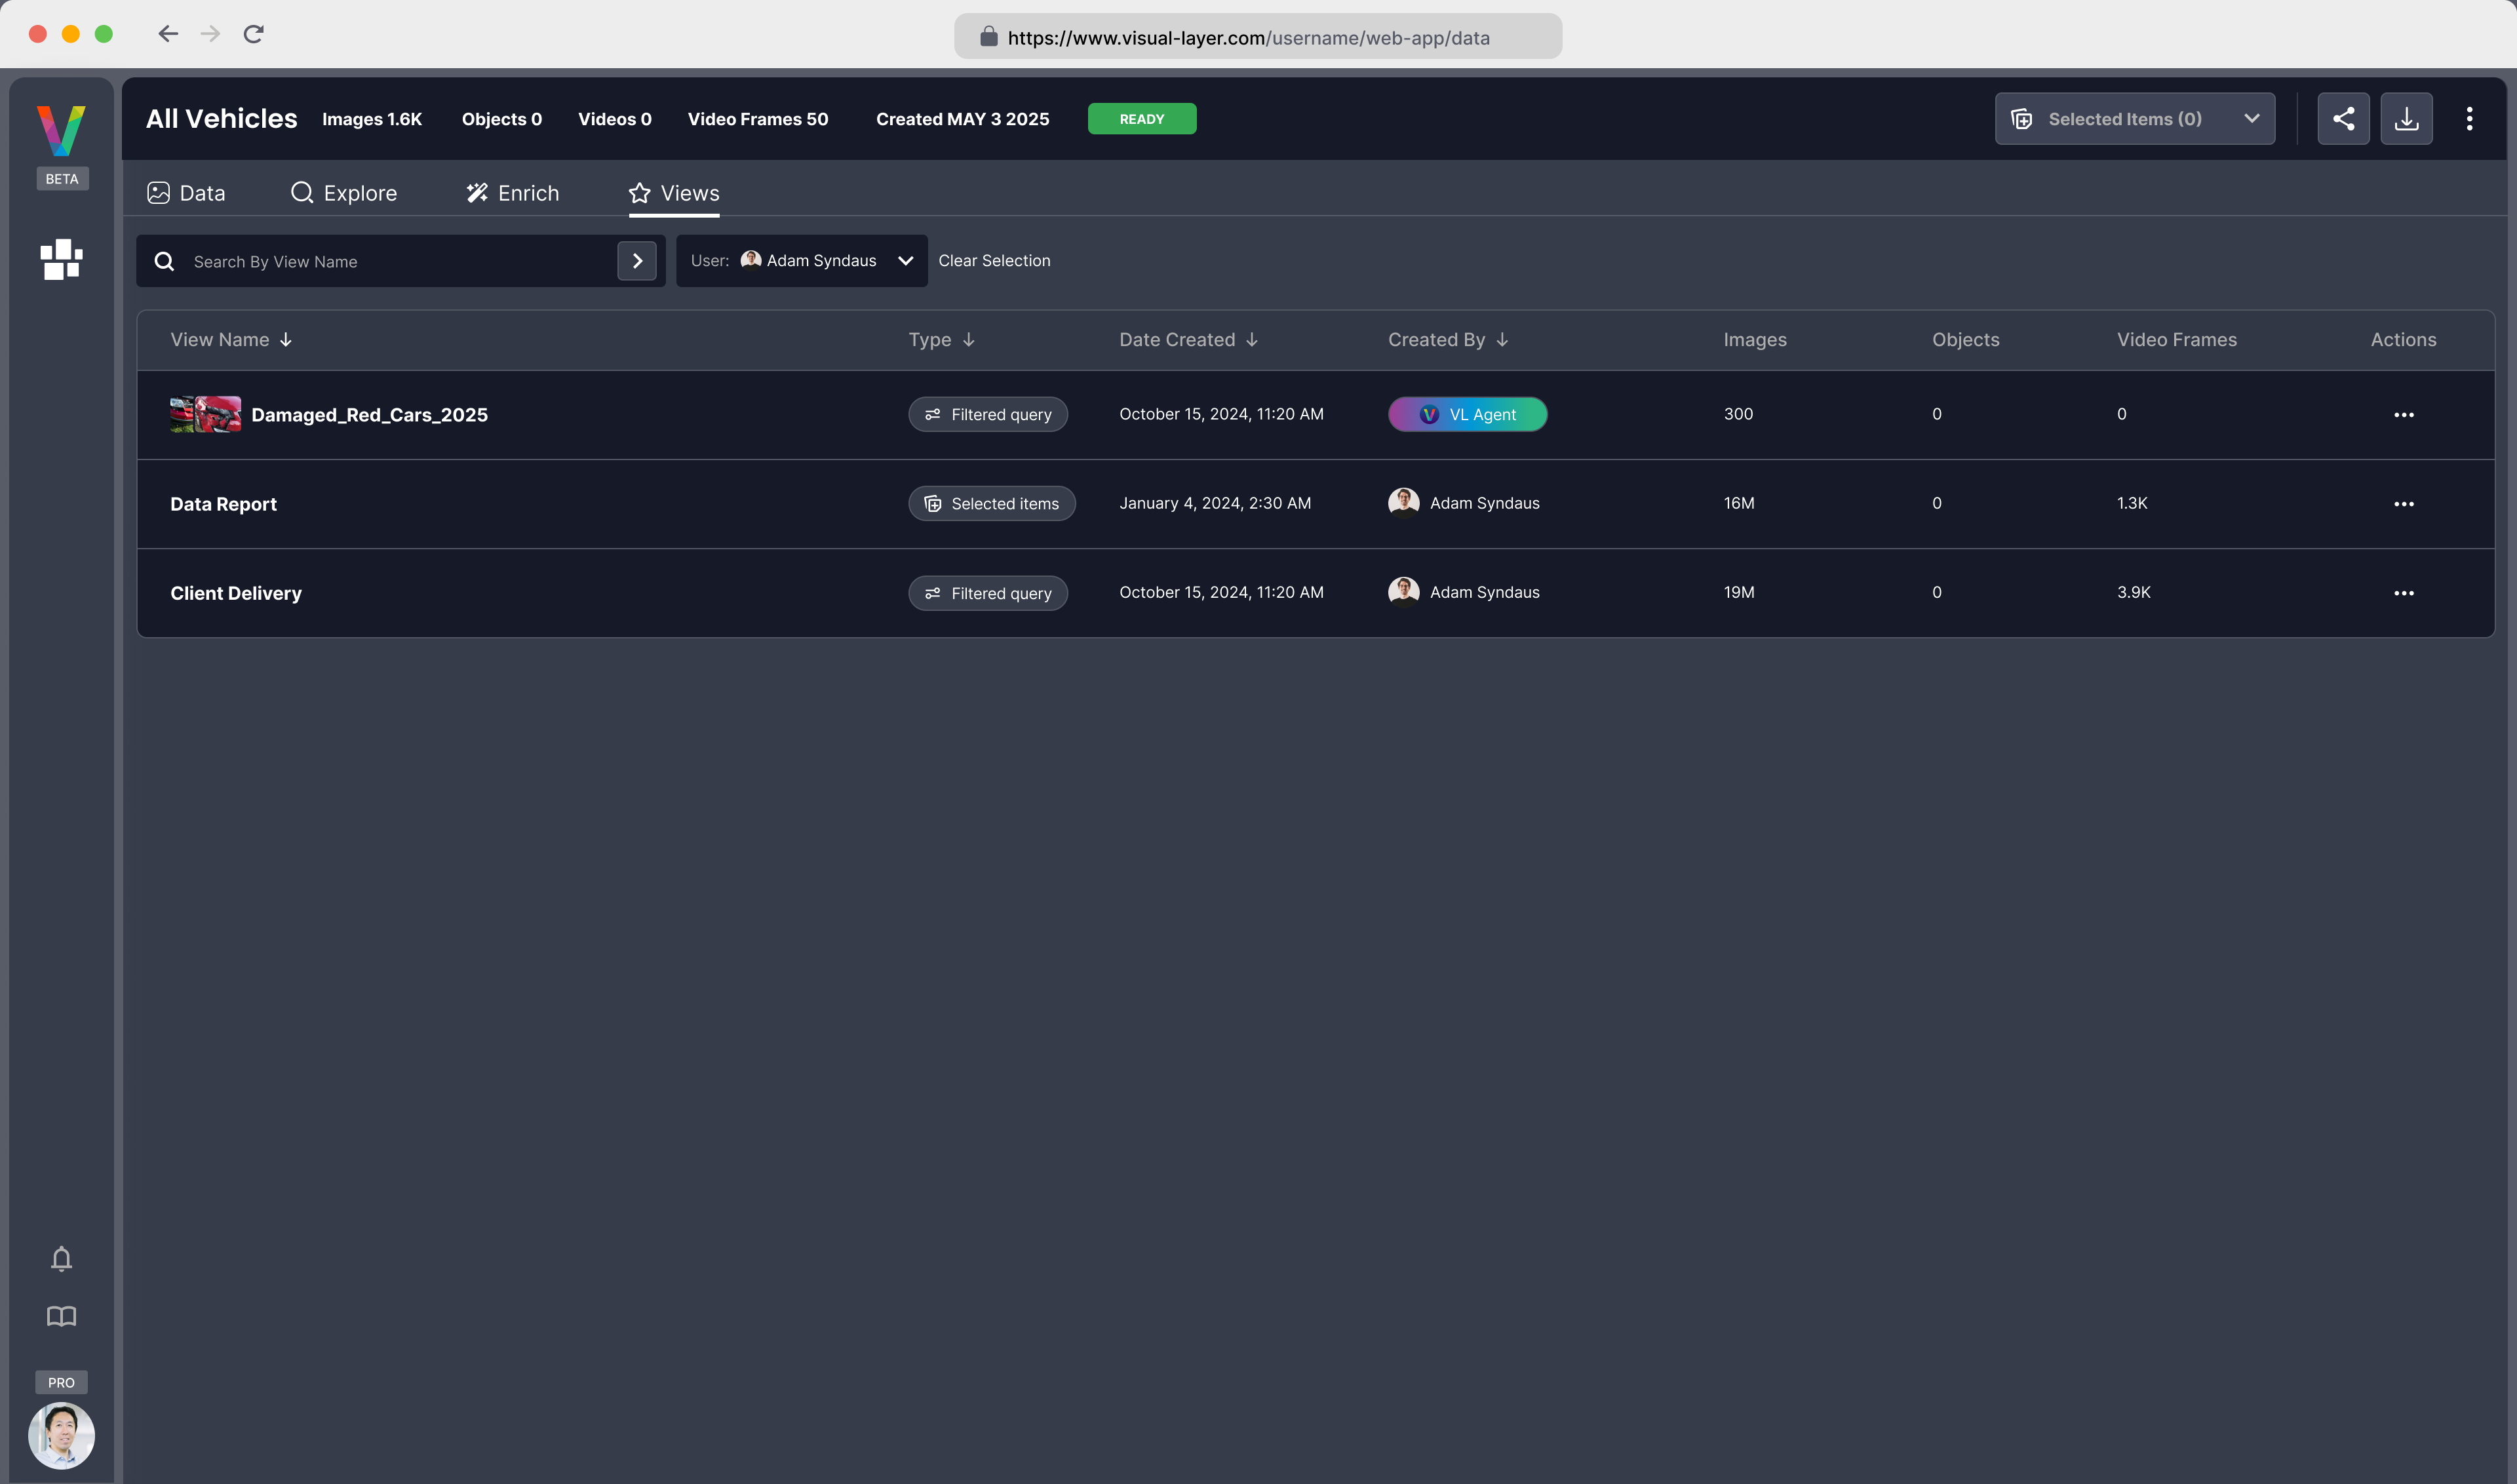 https://www.visual-layer.com/username/web-app/data
BETA
All Vehicles Images 1.6K Objects 0 Videos 0 Video Frames 50 Created MAY 3 2025 READY Selected Items (0)
Data Explore Enrich Views
Search By View Name User: Adam Syndaus Clear Selection
View Name Type Date Created Created By Images Objects Video Frames Actions
Damaged_Red_Cars_2025 Filtered query October 15, 2024, 11:20 AM VL Agent 300 0 0
Data Report Selected items January 4, 2024, 2:30 AM Adam Syndaus 16M 0 1.3K
Client Delivery Filtered query October 15, 2024, 11:20 AM Adam Syndaus 19M 0 3.9K
PRO